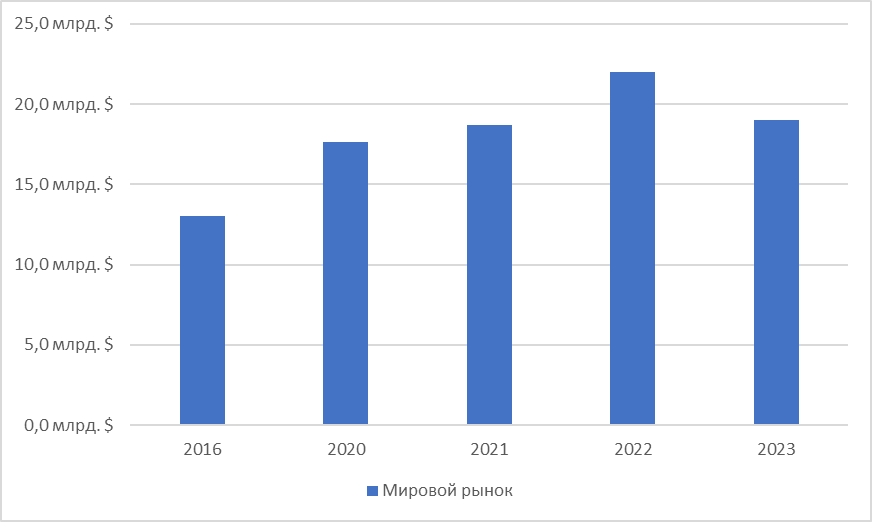 25,0 млрд. $
20,0 млрд. $
15,0 млрд. $
10,0 млрд. $
5,0 млрд. $
0,0 млрд. $
2016 2020 2021 2022 2023
Мировой рынок